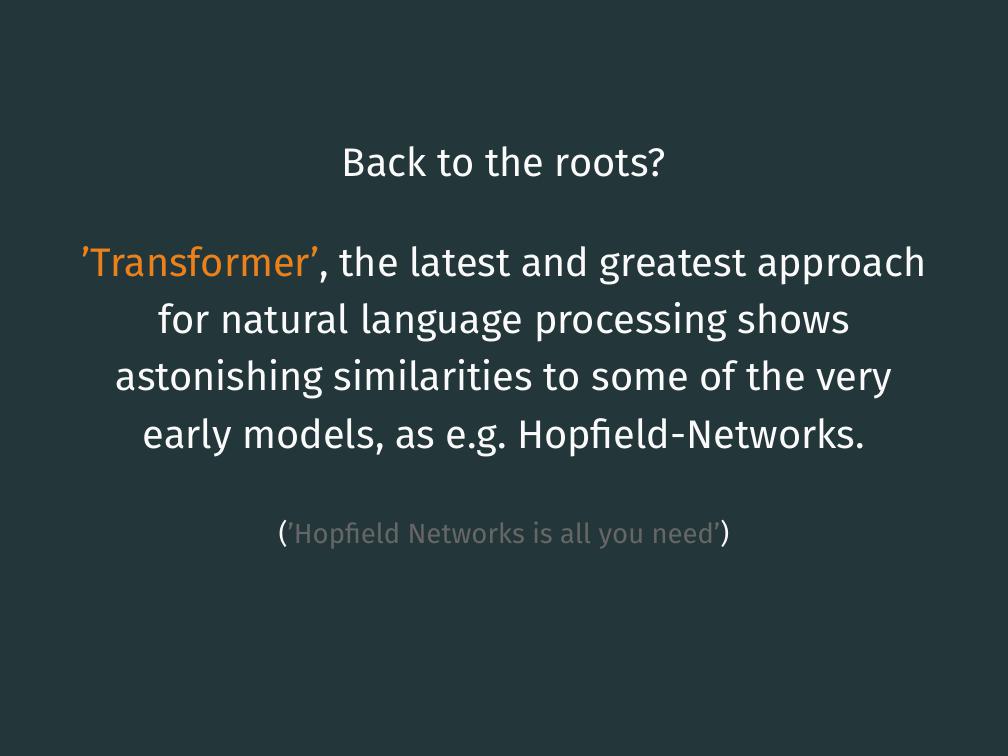 Back to the roots?
’Transformer’, the latest and greatest approach
for natural language processing shows
astonishing similarities to some of the very
early models, as e.g. Hopfield-Networks.
(’Hopfield Networks is all you need’)